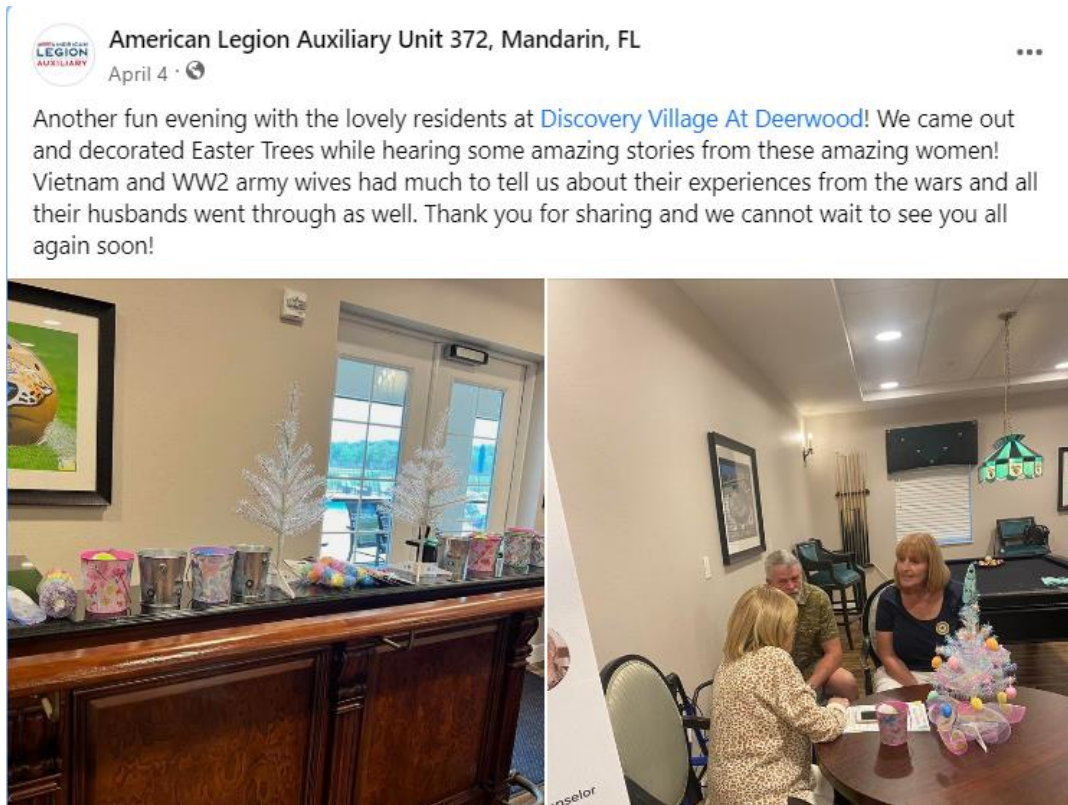 AMERICAN
LEGION
AUXILIARY
American Legion Auxiliary Unit 372, Mandarin, FL
April 4 ·
Another fun evening with the lovely residents at Discovery Village At Deerwood! We came out
and decorated Easter Trees while hearing some amazing stories from these amazing women!
Vietnam and WW2 army wives had much to tell us about their experiences from the wars and all
their husbands went through as well. Thank you for sharing and we cannot wait to see you all
again soon!
nselor